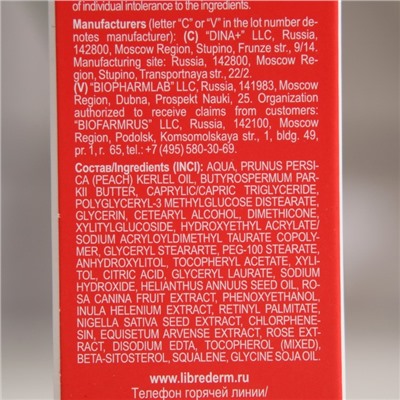 of individual intolerance to the ingredients.
Manufacturers (letter “C” or “V” in the lot number de-
notes manufacturer): (C) “DINA+” LLC, Russia,
142800, Moscow Region, Stupino, Frunze str., 9/14.
Manufacturing site: Russia, 142800, Moscow Re-
gion, Stupino, Transportnaya str., 22/2.
(V) “BIOPHARMLAB” LLC, Russia, 141983, Moscow
Region, Dubna, Prospekt Nauki, 25. Organization
authorized to receive claims from customers:
“BIOFARMRUS” LLC, Russia, 142100, Moscow
Region, Podolsk, Komsomolskaya str., 1, bldg. 49,
pr. 1, r. 65, tel.: +7 (495) 580-30-69.
Состав/Ingredients (INCI): AQUA, PRUNUS PERSI-
CA (PEACH) KERLEL OIL, BUTYROSPERMUM PAR-
KII BUTTER, CAPRYLIC/CAPRIC TRIGLYCERIDE,
POLYGLYCERYL-3 METHYLGLUCOSE DISTEARATE,
GLYCERIN, CETEARYL ALCOHOL, DIMETHICONE,
XYLITYLGLUCOSIDE, HYDROXYETHYL ACRYLATE/
SODIUM ACRYLOYLDIMETHYL TAURATE COPOLY-
MER, GLYCERYL STEARARTE, PEG-100 STEARATE,
ANHYDROXYLITOL, TOCOPHERYL ACETATE, XYLI-
TOL, CITRIC ACID, GLYCERYL LAURATE, SODIUM
HYDROXIDE, HELIANTHUS ANNUUS SEED OIL, RO-
SA CANINA FRUIT EXTRACT, PHENOXYETHANOL,
INULA HELENIUM EXTRACT, RETINYL PALMITATE,
NIGELLA SATIVA SEED EXTRACT, CHLORPHENE-
SIN, EQUISETUM ARVENSE EXTRACT, ROSE EXT-
RACT, DISODIUM EDTA, TOCOPHEROL (MIXED),
BETA-SITOSTEROL, SQUALENE, GLYCINE SOJA OIL.
www.librederm.com
Телефон горячей линии/